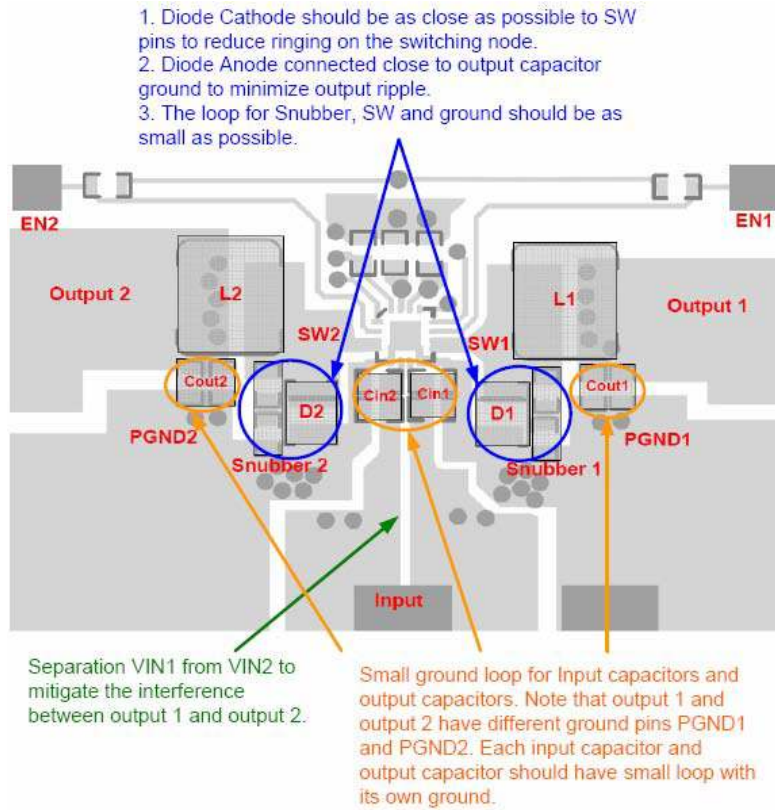 1. Diode Cathode should be as close as possible to SW
pins to reduce ringing on the switching node.
2. Diode Anode connected close to output capacitor
ground to minimize output ripple.
3. The loop for Snubber, SW and ground should be as
small as possible.
EN2
EN1
Output 2
L2
L1
Output 1
SW2
SW1
Cout2
D2
Cin2
Cin1
D1
Cout1
PGND2
PGND1
Snubber 2
Snubber 1
Input
Separation VIN1 from VIN2 to
mitigate the interference
between output 1 and output 2.
Small ground loop for Input capacitors and
output capacitors. Note that output 1 and
output 2 have different ground pins PGND1
and PGND2. Each input capacitor and
output capacitor should have small loop with
its own ground.